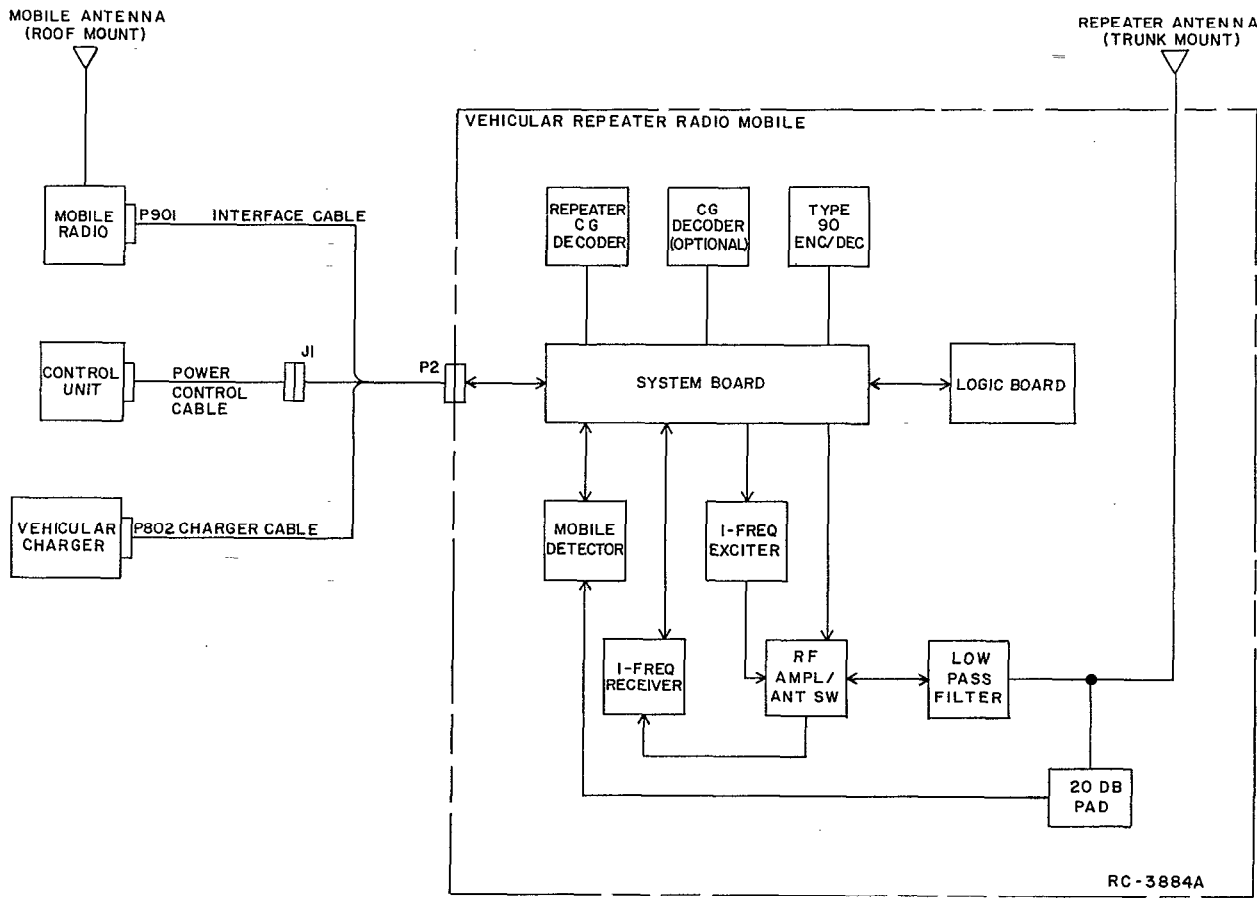 MOBILE ANTENNA
(ROOF MOUNT)
REPEATER ANTENNA
(TRUNK MOUNT)
VEHICULAR REPEATER RADIO MOBILE
MOBILE
RADIO
P901
INTERFACE CABLE
REPEATER
CG
DECODER
CG
DECODER
(OPTIONAL)
TYPE
90
ENC/DEC
CONTROL
UNIT
POWER
CONTROL
CABLE
J1
P2
SYSTEM BOARD
LOGIC BOARD
VEHICULAR
CHARGER
P802 CHARGER CABLE
MOBILE
DETECTOR
1-FREQ
EXCITER
1-FREQ
RECEIVER
RF
AMPL/
ANT SW
LOW
PASS
FILTER
20 DB
PAD
RC-3884A